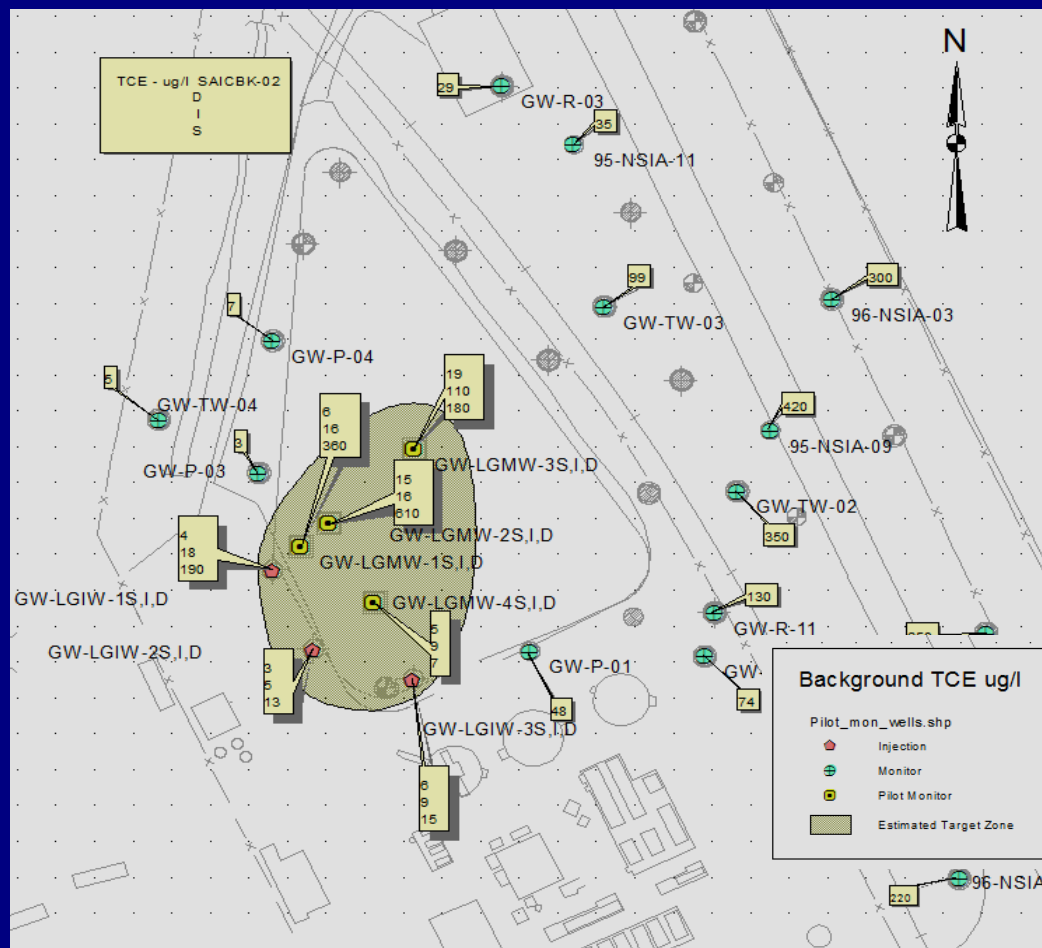 TCE - ug/l SAICBK-02
D
I
S
N
29
GW-R-03
35
95-NSIA-11
99
GW-TW-03
300
96-NSIA-03
7
GW-P-04
5
GW-TW-04
3
GW-P-03
19
110
180
GW-LGMW-3S,I,D
6
16
360
15
16
610
GW-LGMW-2S,I,D
GW-LGMW-1S,I,D
420
95-NSIA-09
GW-TW-02
350
4
18
190
GW-LGIW-1S,I,D
GW-LGMW-4S,I,D
5
9
7
130
GW-R-11
GW-LGIW-2S,I,D
3
5
13
GW-P-01
48
GW-
74
GW-LGIW-3S,I,D
6
9
15
Background TCE ug/l
Pilot_mon_wells.shp
Injection
Monitor
Pilot Monitor
Estimated Target Zone
96-NSIA
220